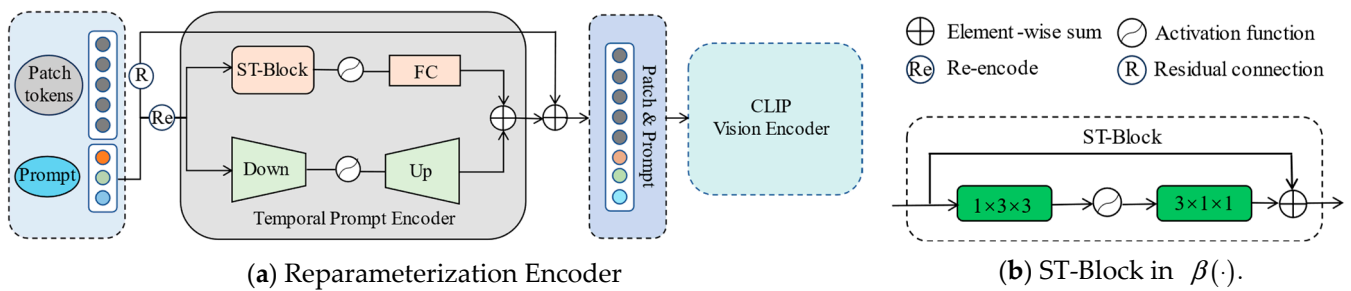 Patch
tokens
Prompt
R
Re
ST-Block
FC
Down
Up
Temporal Prompt Encoder
Patch & Prompt
CLIP
Vision Encoder
(a) Reparameterization Encoder
Element-wise sum
Activation function
Re
Re-encode
R
Residual connection
ST-Block
1×3×3
3×1×1
(b) ST-Block in β(·).